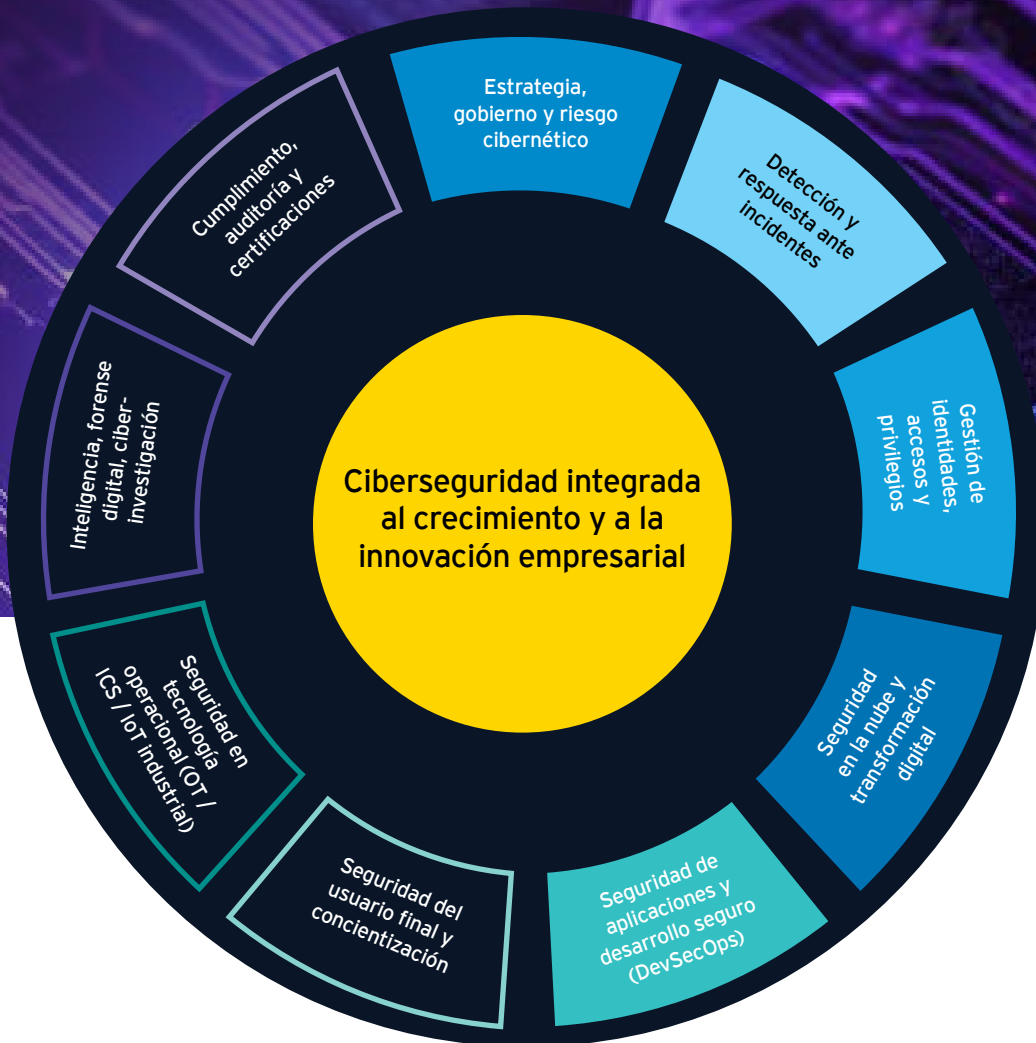 Estrategia,
gobierno y riesgo
cibernético
Detección y
respuesta ante
incidentes
Gestión de
identidades,
accesos y
privilegios
Seguridad
en la nube y
transformación
digital
Seguridad de
aplicaciones y
desarrollo seguro
(DevSecOps)
Seguridad del
usuario final y
concientización
Seguridad en
tecnología
operacional (OT /
ICS / IoT industrial)
Inteligencia, forense
digital, ciber-
investigación
Cumplimiento,
auditoría y
certificaciones
Ciberseguridad integrada
al crecimiento y a la
innovación empresarial